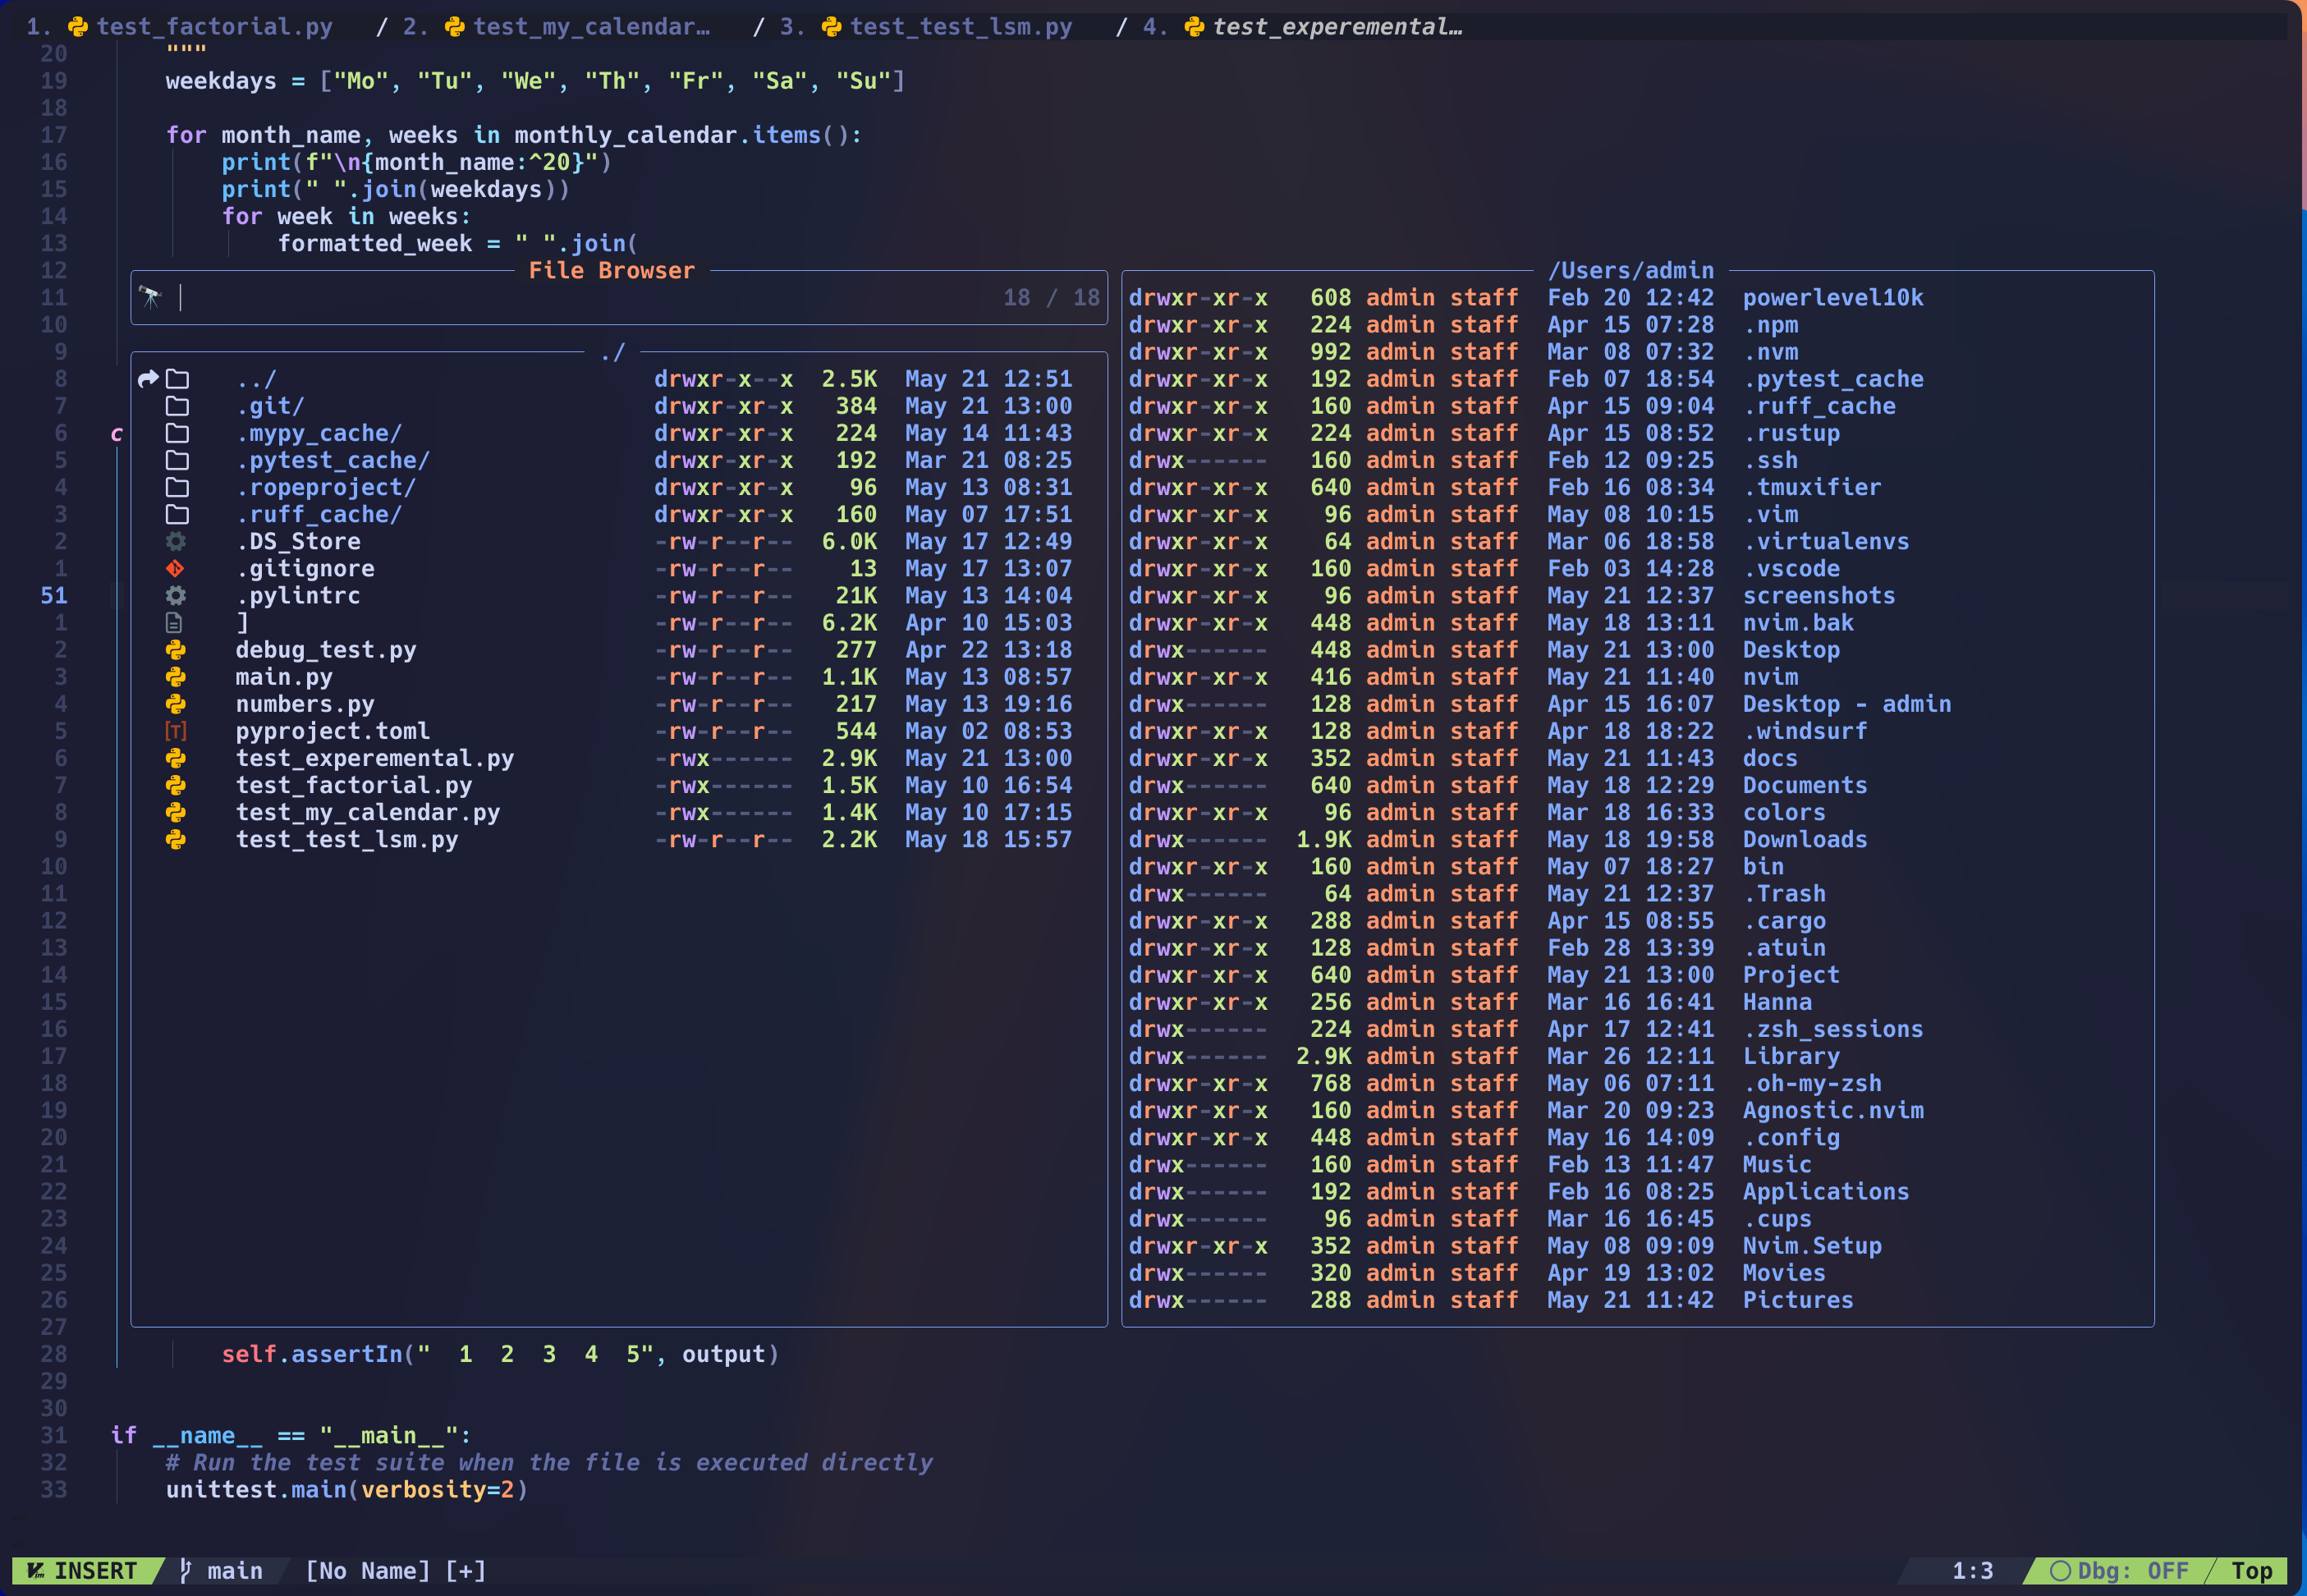 1. test_factorial.py / 2. test_my_calendar… / 3. test_test_lsm.py / 4. test_experemental…
20 """
19 weekdays = ["Mo", "Tu", "We", "Th", "Fr", "Sa", "Su"]
18
17 for month_name, weeks in monthly_calendar.items():
16 print(f"\n{month_name:^20}")
15 print(" ".join(weekdays))
14 for week in weeks:
13 formatted_week = " ".join(
12 File Browser /Users/admin
11 18 / 18 drwxr-xr-x 608 admin staff Feb 20 12:42 powerlevel10k
10 drwxr-xr-x 224 admin staff Apr 15 07:28 .npm
9 ./ drwxr-xr-x 992 admin staff Mar 08 07:32 .nvm
8 ../ drwxr-x--x 2.5K May 21 12:51 drwxr-xr-x 192 admin staff Feb 07 18:54 .pytest_cache
7 .git/ drwxr-xr-x 384 May 21 13:00 drwxr-xr-x 160 admin staff Apr 15 09:04 .ruff_cache
6 c .mypy_cache/ drwxr-xr-x 224 May 14 11:43 drwxr-xr-x 224 admin staff Apr 15 08:52 .rustup
5 .pytest_cache/ drwxr-xr-x 192 Mar 21 08:25 drwx------ 160 admin staff Feb 12 09:25 .ssh
4 .ropeproject/ drwxr-xr-x 96 May 13 08:31 drwxr-xr-x 640 admin staff Feb 16 08:34 .tmuxifier
3 .ruff_cache/ drwxr-xr-x 160 May 07 17:51 drwxr-xr-x 96 admin staff May 08 10:15 .vim
2 .DS_Store -rw-r--r-- 6.0K May 17 12:49 drwxr-xr-x 64 admin staff Mar 06 18:58 .virtualenvs
1 .gitignore -rw-r--r-- 13 May 17 13:07 drwxr-xr-x 160 admin staff Feb 03 14:28 .vscode
51 .pylintrc -rw-r--r-- 21K May 13 14:04 drwxr-xr-x 96 admin staff May 21 12:37 screenshots
1 ] -rw-r--r-- 6.2K Apr 10 15:03 drwxr-xr-x 448 admin staff May 18 13:11 nvim.bak
2 debug_test.py -rw-r--r-- 277 Apr 22 13:18 drwx------ 448 admin staff May 21 13:00 Desktop
3 main.py -rw-r--r-- 1.1K May 13 08:57 drwxr-xr-x 416 admin staff May 21 11:40 nvim
4 numbers.py -rw-r--r-- 217 May 13 19:16 drwx------ 128 admin staff Apr 15 16:07 Desktop - admin
5 [T] pyproject.toml -rw-r--r-- 544 May 02 08:53 drwxr-xr-x 128 admin staff Apr 18 18:22 .windsurf
6 test_experemental.py -rwx------ 2.9K May 21 13:00 drwxr-xr-x 352 admin staff May 21 11:43 docs
7 test_factorial.py -rwx------ 1.5K May 10 16:54 drwx------ 640 admin staff May 18 12:29 Documents
8 test_my_calendar.py -rwx------ 1.4K May 10 17:15 drwxr-xr-x 96 admin staff Mar 18 16:33 colors
9 test_test_lsm.py -rw-r--r-- 2.2K May 18 15:57 drwx------ 1.9K admin staff May 18 19:58 Downloads
10 drwxr-xr-x 160 admin staff May 07 18:27 bin
11 drwx------ 64 admin staff May 21 12:37 .Trash
12 drwxr-xr-x 288 admin staff Apr 15 08:55 .cargo
13 drwxr-xr-x 128 admin staff Feb 28 13:39 .atuin
14 drwxr-xr-x 640 admin staff May 21 13:00 Project
15 drwxr-xr-x 256 admin staff Mar 16 16:41 Hanna
16 drwx------ 224 admin staff Apr 17 12:41 .zsh_sessions
17 drwx------ 2.9K admin staff Mar 26 12:11 Library
18 drwxr-xr-x 768 admin staff May 06 07:11 .oh-my-zsh
19 drwxr-xr-x 160 admin staff Mar 20 09:23 Agnostic.nvim
20 drwxr-xr-x 448 admin staff May 16 14:09 .config
21 drwx------ 160 admin staff Feb 13 11:47 Music
22 drwx------ 192 admin staff Feb 16 08:25 Applications
23 drwx------ 96 admin staff Mar 16 16:45 .cups
24 drwxr-xr-x 352 admin staff May 08 09:09 Nvim.Setup
25 drwx------ 320 admin staff Apr 19 13:02 Movies
26 drwx------ 288 admin staff May 21 11:42 Pictures
27
28 self.assertIn("  1  2  3  4  5", output)
29
30
31 if __name__ == "__main__":
32 # Run the test suite when the file is executed directly
33 unittest.main(verbosity=2)
INSERT main [No Name] [+] 1:3 Dbg: OFF Top